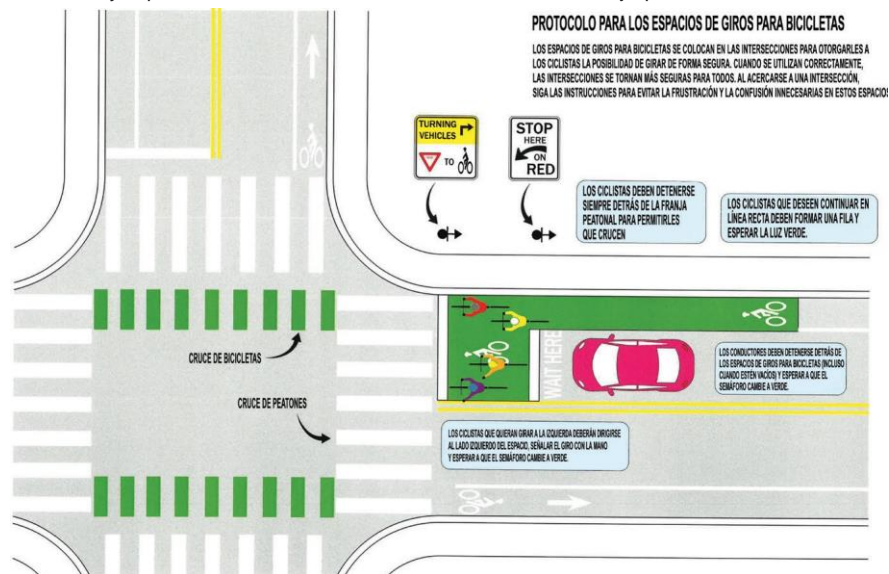 PROTOCOLO PARA LOS ESPACIOS DE GIROS PARA BICICLETAS
LOS ESPACIOS DE GIROS PARA BICICLETAS SE COLOCAN EN LAS INTERSECCIONES PARA OTORGARLES A
LOS CICLISTAS LA POSIBILIDAD DE GIRAR DE FORMA SEGURA. CUANDO SE UTILIZAN CORRECTAMENTE,
LAS INTERSECCIONES SE TORNAN MÁS SEGURAS PARA TODOS. AL ACERCARSE A UNA INTERSECCIÓN,
SIGA LAS INSTRUCCIONES PARA EVITAR LA FRUSTRACIÓN Y LA CONFUSIÓN INNECESARIAS EN ESTOS ESPACIOS
TURNING
VEHICLES
TO
STOP
HERE
ON
RED
LOS CICLISTAS DEBEN DETENERSE
SIEMPRE DETRÁS DE LA FRANJA
PEATONAL PARA PERMITIRLES
QUE CRUCEN
LOS CICLISTAS QUE DESEEN CONTINUAR EN
LÍNEA RECTA DEBEN FORMAR UNA FILA Y
ESPERAR LA LUZ VERDE.
CRUCE DE BICICLETAS
WAIT HERE
LOS CONDUCTORES DEBEN DETENERSE DETRÁS DE
LOS ESPACIOS DE GIROS PARA BICICLETAS (INCLUSO
CUANDO ESTÉN VACÍOS) Y ESPERAR A QUE EL
SEMÁFORO CAMBIE A VERDE.
CRUCE DE PEATONES
LOS CICLISTAS QUE QUIERAN GIRAR A LA IZQUIERDA DEBERÁN DIRIGIRSE
AL LADO IZQUIERDO DEL ESPACIO, SEÑALAR EL GIRO CON LA MANO
Y ESPERAR A QUE EL SEMÁFORO CAMBIE A VERDE.